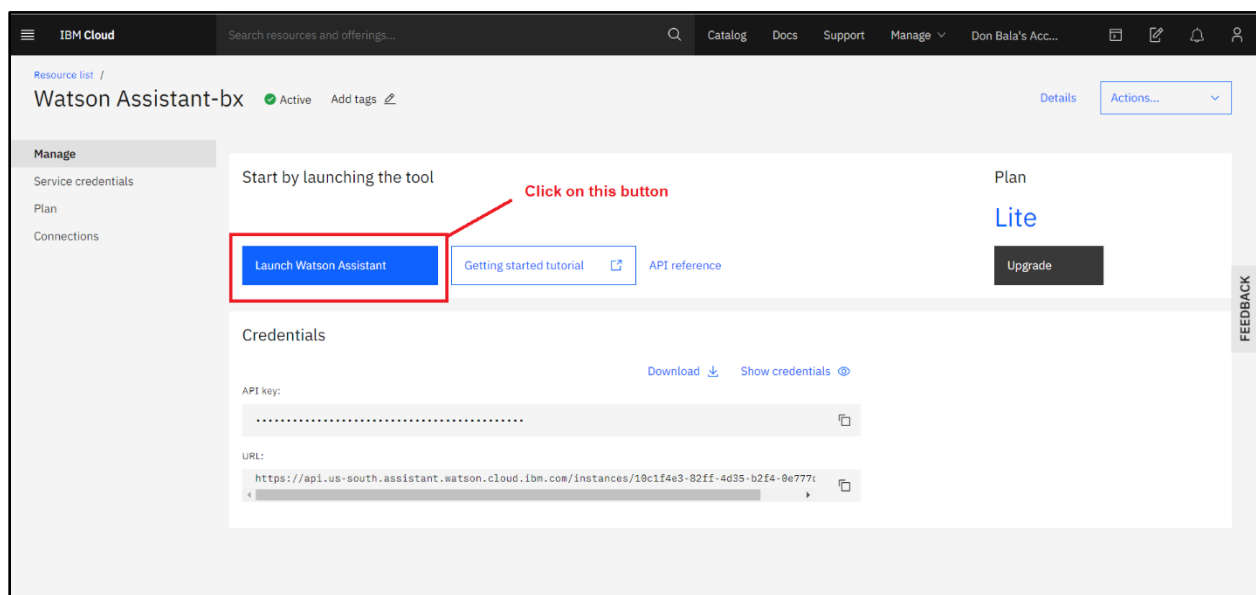 IBM Cloud
Search resources and offerings...
Catalog
Docs
Support
Manage
Don Bala's Acc...
Resource list /
Watson Assistant-bx
Active
Add tags
Details
Actions...
Manage
Service credentials
Plan
Connections
Start by launching the tool
Click on this button
Plan
Lite
Launch Watson Assistant
Getting started tutorial
API reference
Upgrade
FEEDBACK
Credentials
Download
Show credentials
API key:
............................................
URL:
https://api.us-south.assistant.watson.cloud.ibm.com/instances/10c1f4e3-82ff-4d35-b2f4-0e777c